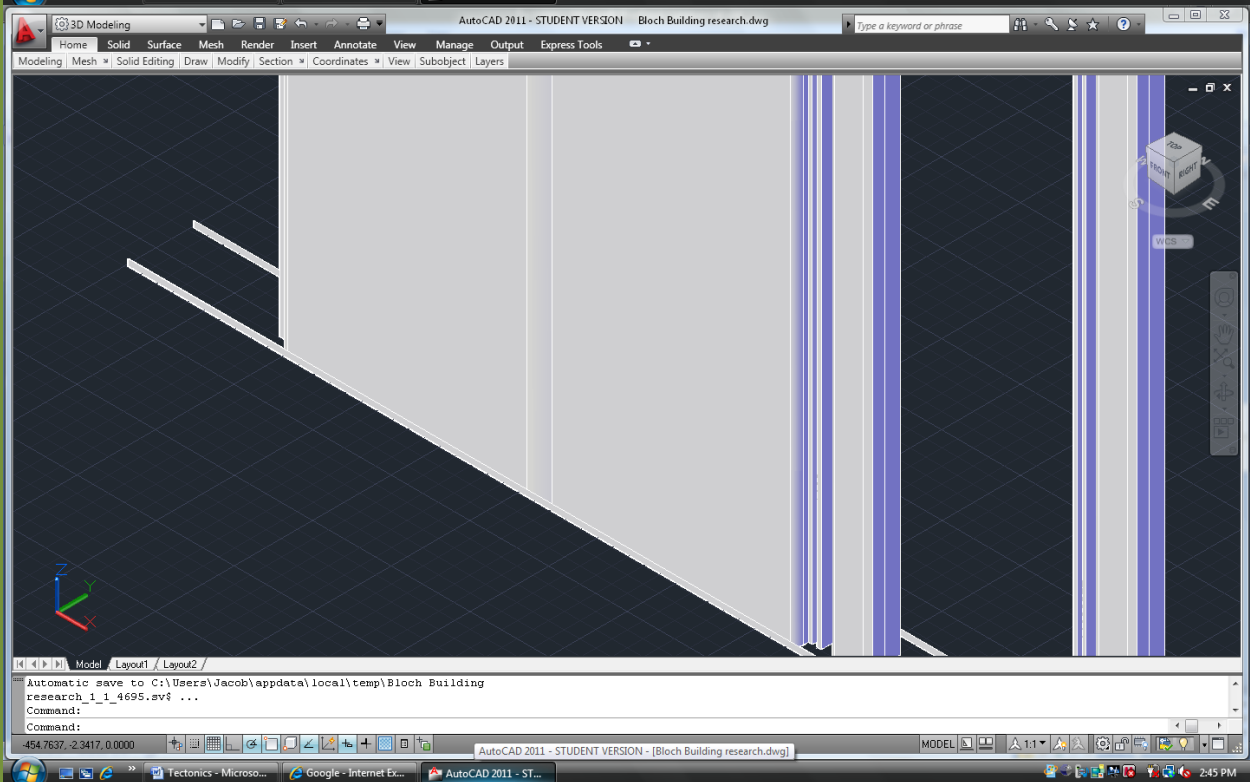 3D Modeling
AutoCAD 2011 - STUDENT VERSION Bloch Building research.dwg
Type a keyword or phrase
Home Solid Surface Mesh Render Insert Annotate View Manage Output Express Tools
Modeling Mesh Solid Editing Draw Modify Section Coordinates View Subobject Layers
TOP
FRONT RIGHT
S E
WCS
Z
Y
X
Model Layout1 Layout2
Automatic save to C:\Users\Jacob\appdata\local\temp\Bloch Building
research_1_1_4695.sv$ ...
Command:
Command:
-454.7637, -2.3417, 0.0000
MODEL 1:1
AutoCAD 2011 - STUDENT VERSION - [Bloch Building research.dwg]
Tectonics - Microso... Google - Internet Ex... AutoCAD 2011 - ST... 2:45 PM